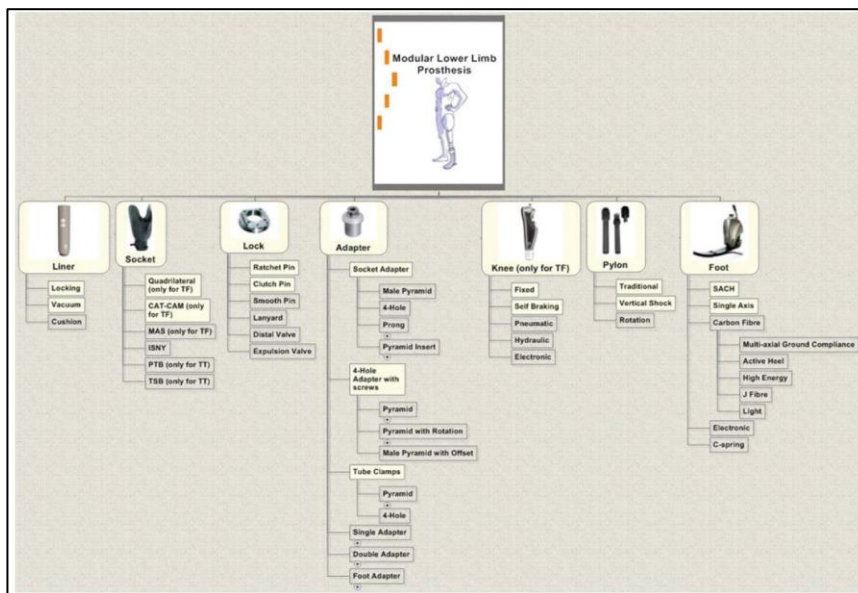 Modular Lower Limb
Prosthesis
Liner
Locking
Vacuum
Cushion
Socket
Quadrilateral
(only for TF)
CAT-CAM (only
for TF)
MAS (only for TF)
ISNY
PTB (only for TT)
TSB (only for TT)
Lock
Ratchet Pin
Clutch Pin
Smooth Pin
Lanyard
Distal Valve
Expulsion Valve
Adapter
Socket Adapter
Male Pyramid
4-Hole
Prong
Pyramid Insert
4-Hole
Adapter with
screws
Pyramid
Pyramid with Rotation
Male Pyramid with Offset
Tube Clamps
Pyramid
4-Hole
Single Adapter
Double Adapter
Foot Adapter
Knee (only for TF)
Fixed
Self Braking
Pneumatic
Hydraulic
Electronic
Pylon
Traditional
Vertical Shock
Rotation
Foot
SACH
Single Axis
Carbon Fibre
Multi-axial Ground Compliance
Active Heel
High Energy
J Fibre
Light
Electronic
C-spring